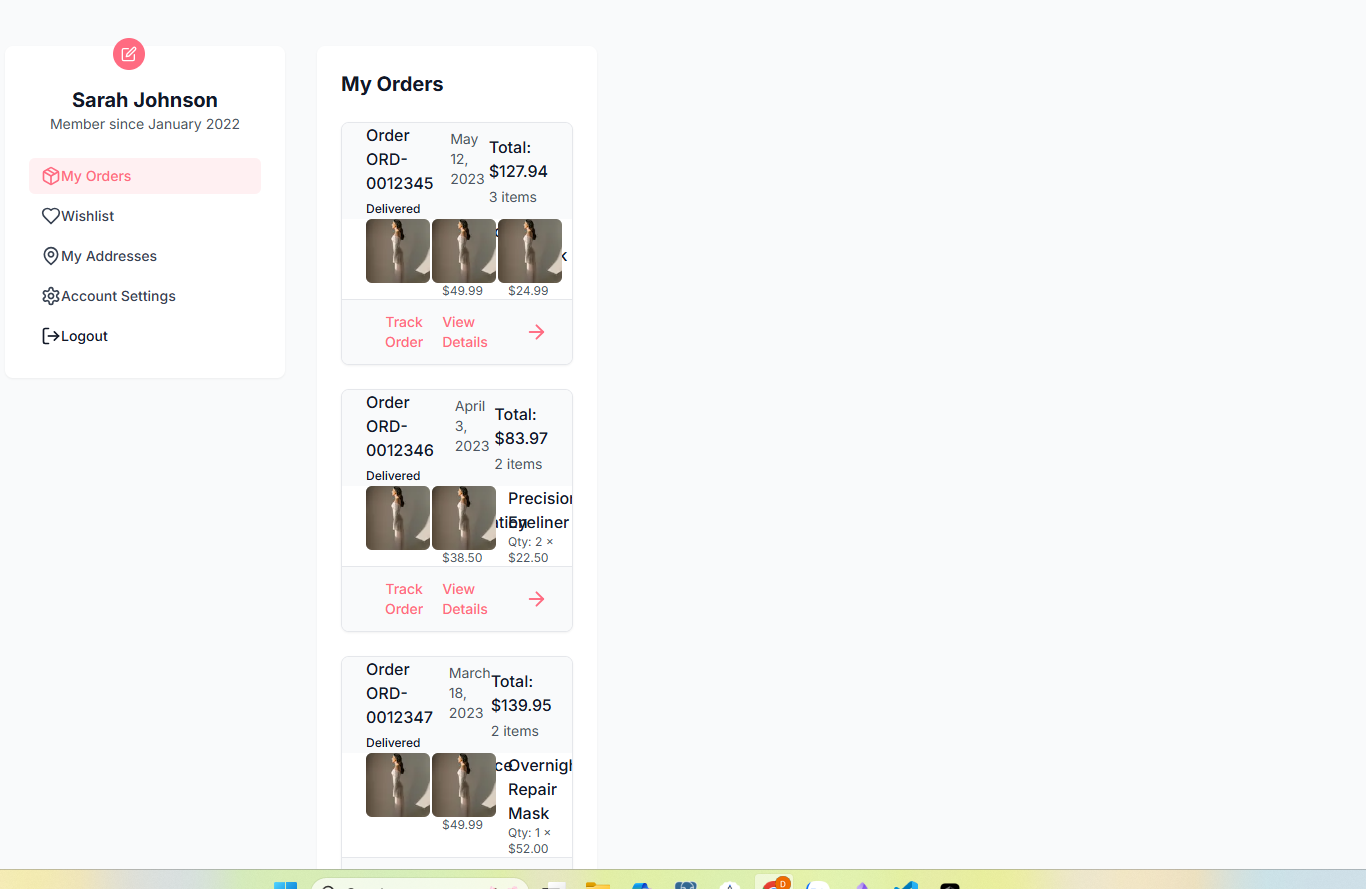 Sarah Johnson
Member since January 2022
My Orders
Wishlist
My Addresses
Account Settings
Logout
My Orders
Order
ORD-
0012345
Delivered
May
12,
2023
Total:
$127.94
3 items
$49.99
$24.99
Track
Order
View
Details
Order
ORD-
0012346
Delivered
April
3,
2023
Total:
$83.97
2 items
$38.50
Eyeliner
Qty: 2 ×
$22.50
Track
Order
View
Details
Order
ORD-
0012347
Delivered
March
18,
2023
Total:
$139.95
2 items
$49.99
Repair
Mask
Qty: 1 ×
$52.00